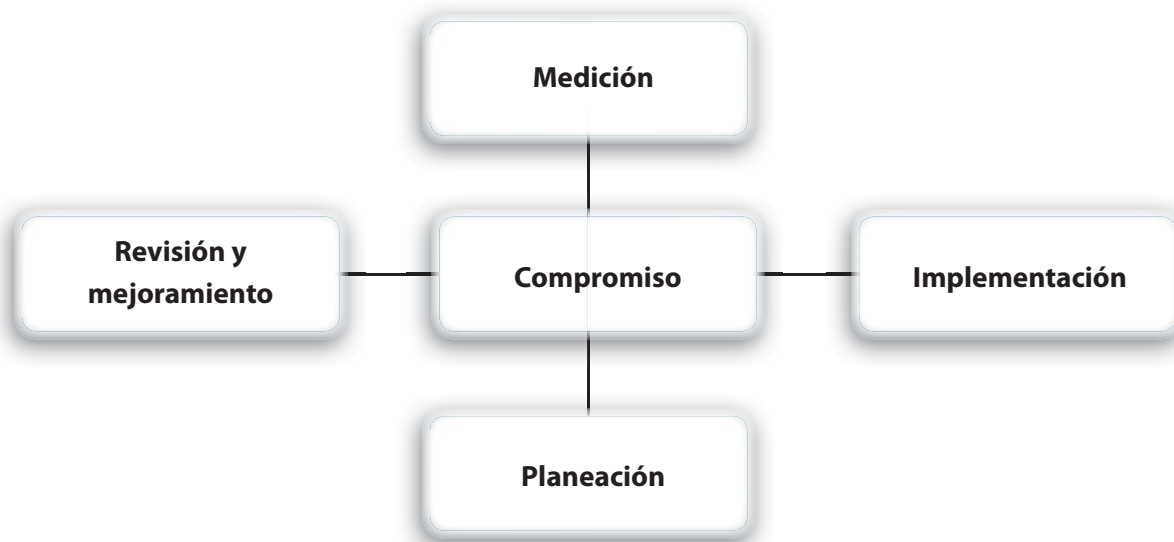 Medición
Revisión y
mejoramiento
Compromiso
Implementación
Planeación